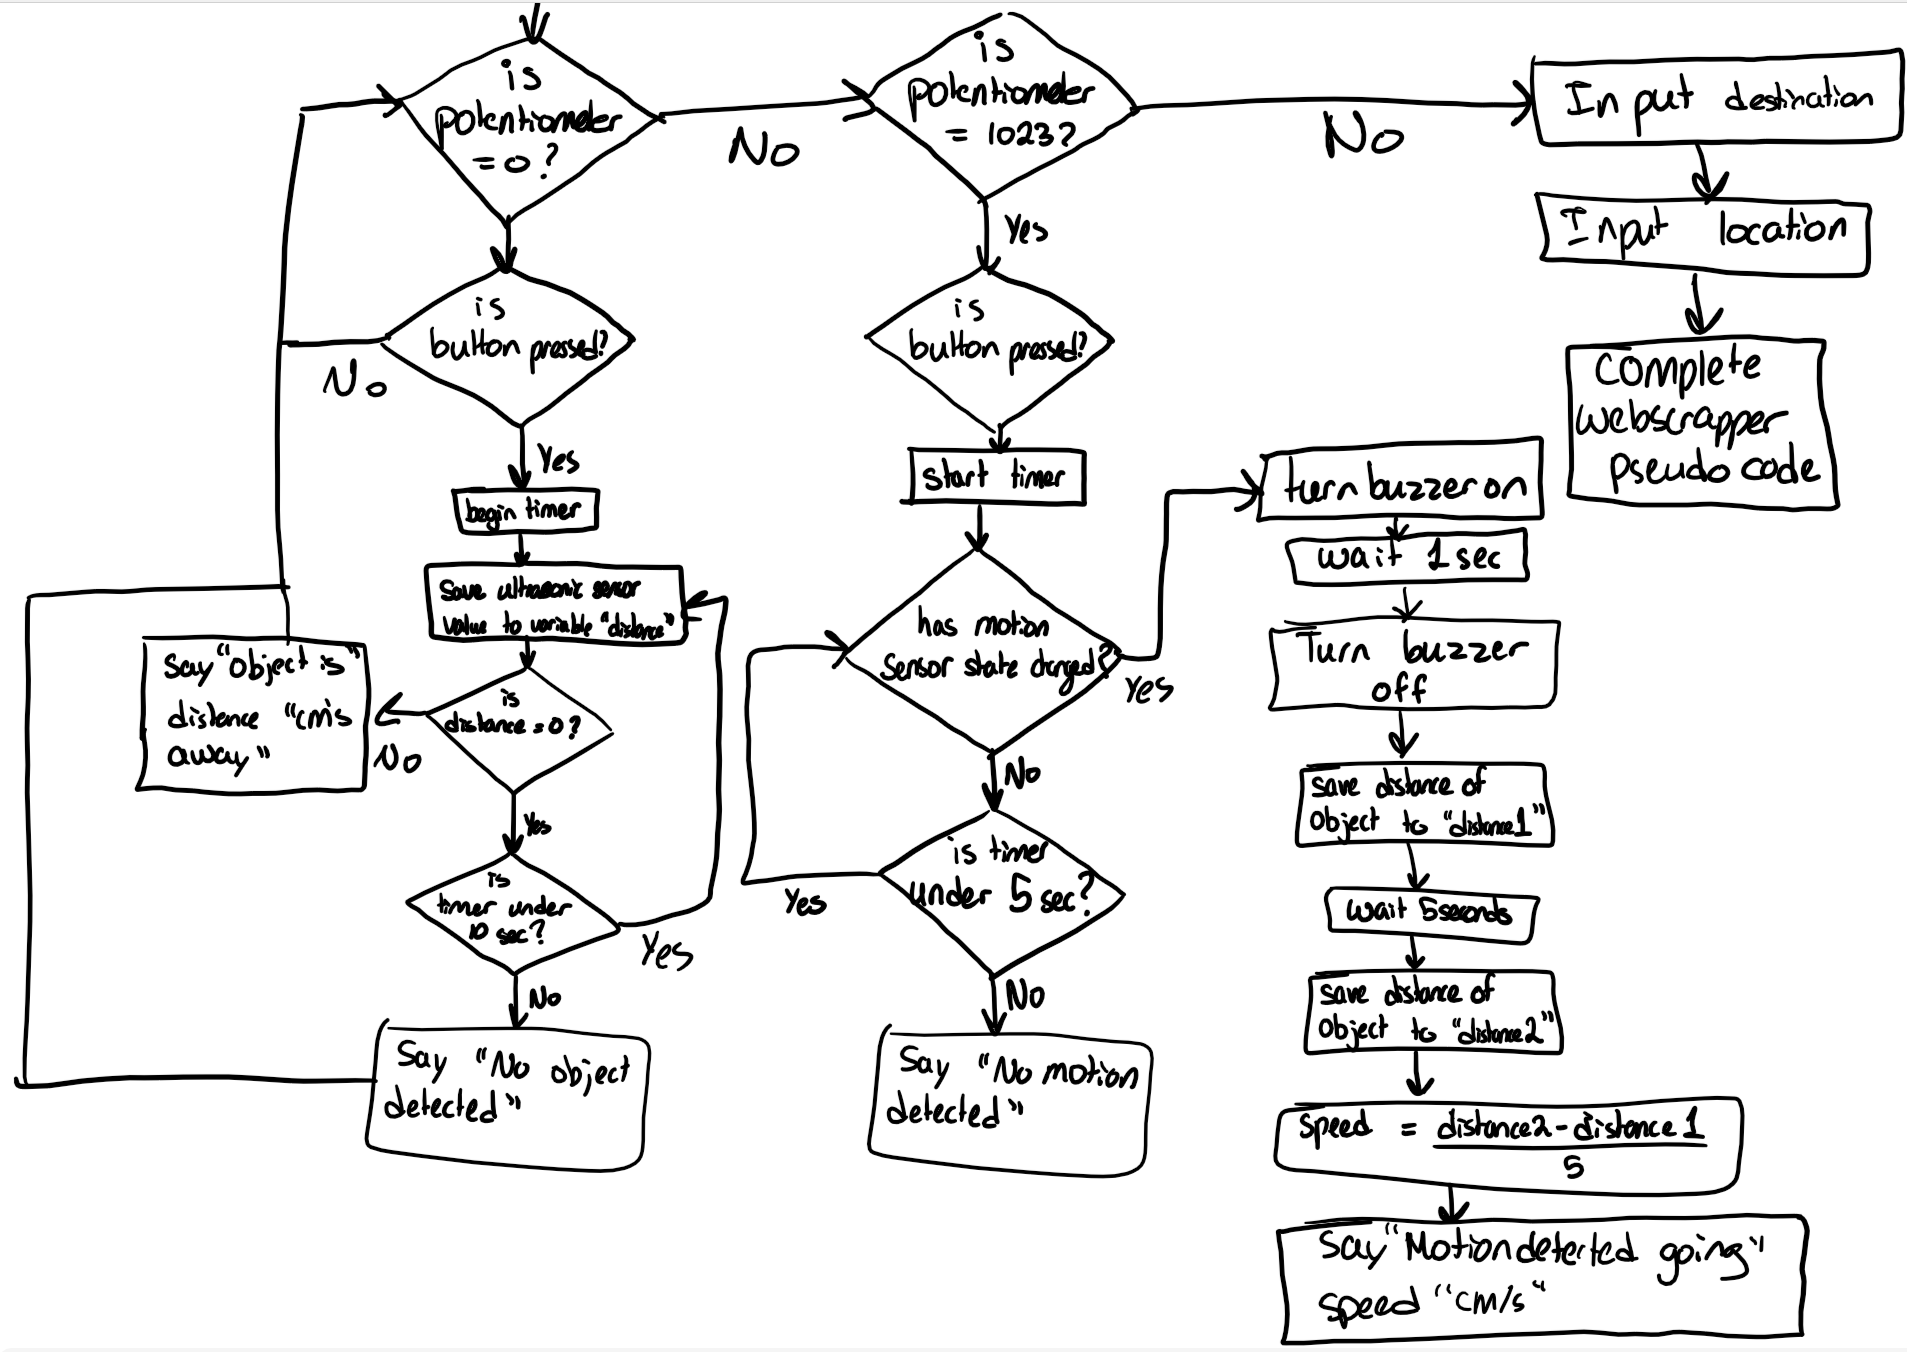 is
potentiometer
= 0?
No
is
potentiometer
= 1023?
No
Input destination
Input location
Complete
webscrapper
pseudo code
is
button pressed?
No
Yes
begin timer
Save ultrasonic sensor
value to variable "distance"
is
distance = 0?
No
Say "Object is"
distance "cm's
away"
Yes
is
timer under
10 sec?
Yes
No
Say "No object
detected"
Yes
is
button pressed?
start timer
has motion
sensor state changed?
Yes
No
is timer
under 5 sec?
Yes
No
Say "No motion
detected"
turn buzzer on
wait 1 sec
Turn buzzer
off
save distance of
object to "distance1"
wait 5 seconds
save distance of
object to "distance2"
speed = distance2 - distance1
5
Say "Motion detected going"
speed "cm/s"